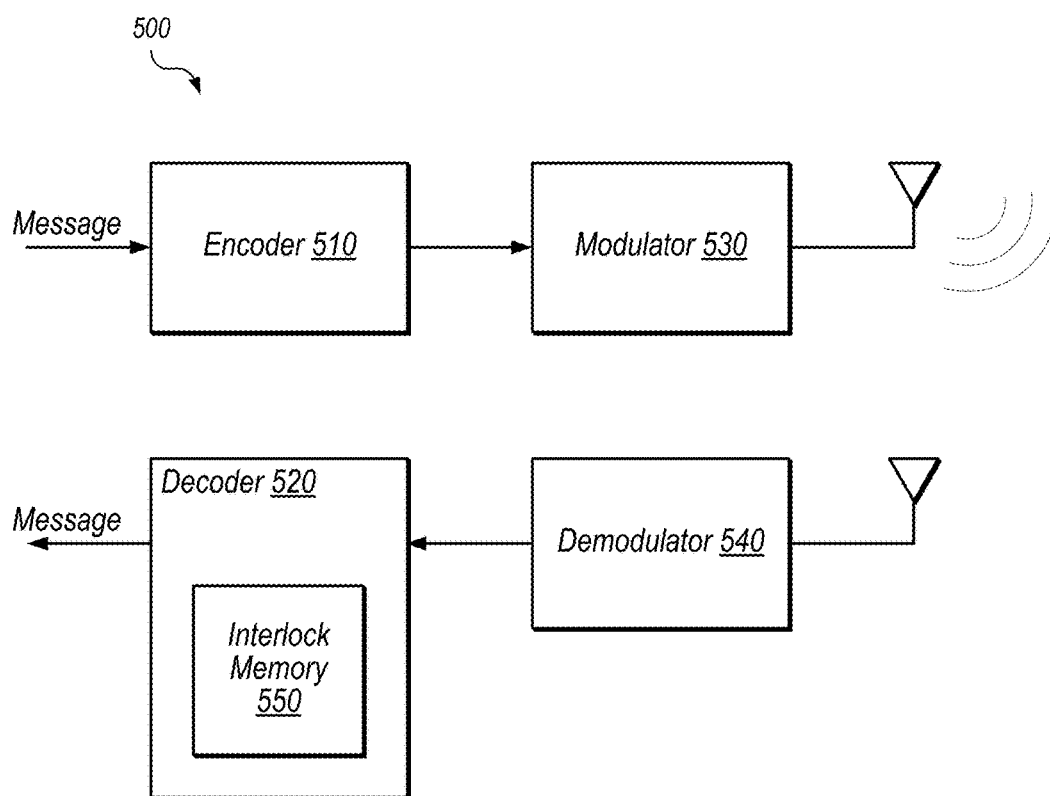 500
Message
Encoder 510
Modulator 530
Decoder 520
Message
Demodulator 540
Interlock
Memory
550